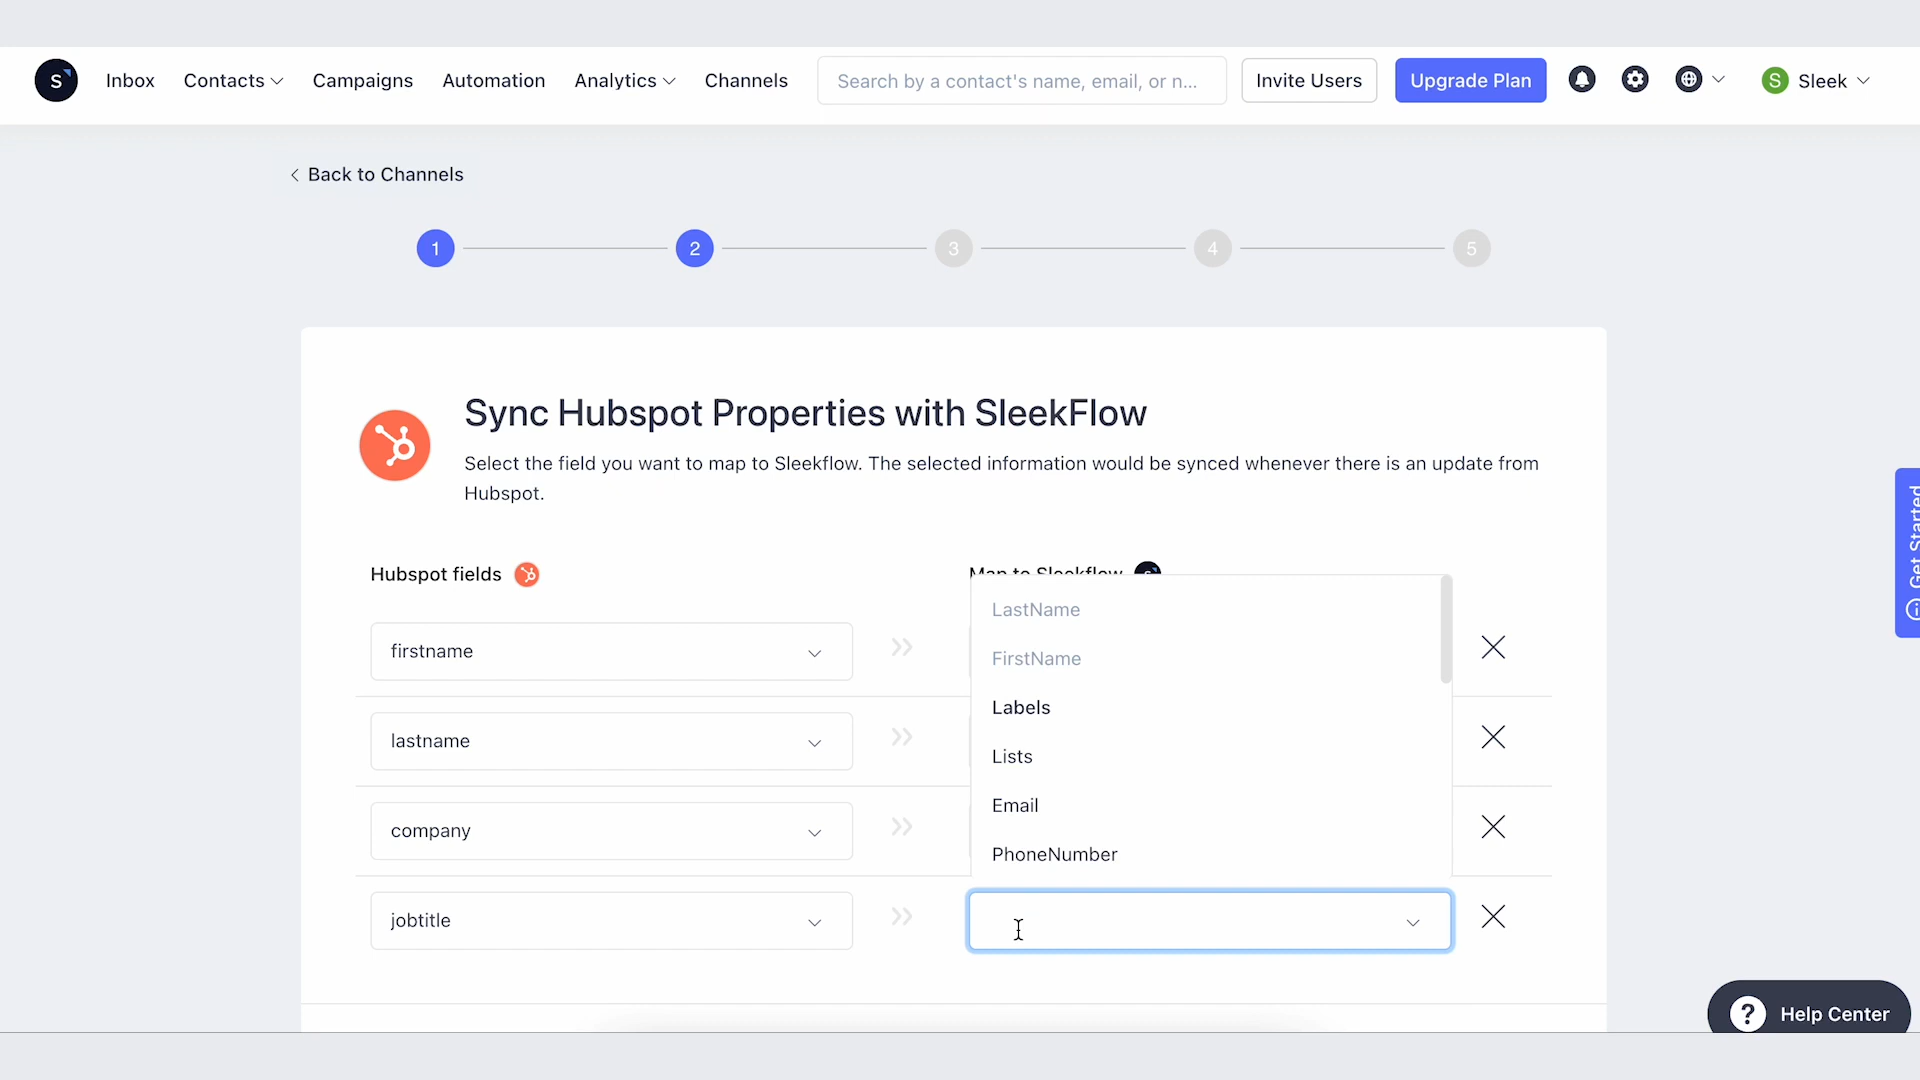 S Inbox Contacts Campaigns Automation Analytics Channels Search by a contact's name, email, or n... Invite Users Upgrade Plan S Sleek
Back to Channels
1 2 3 4 5
Sync Hubspot Properties with SleekFlow
Select the field you want to map to Sleekflow. The selected information would be synced whenever there is an update from
Hubspot.
Get Started
Hubspot fields Map to Sleekflow
LastName
firstname
FirstName
Labels
lastname
Lists
Email
company
PhoneNumber
jobtitle
? Help Center